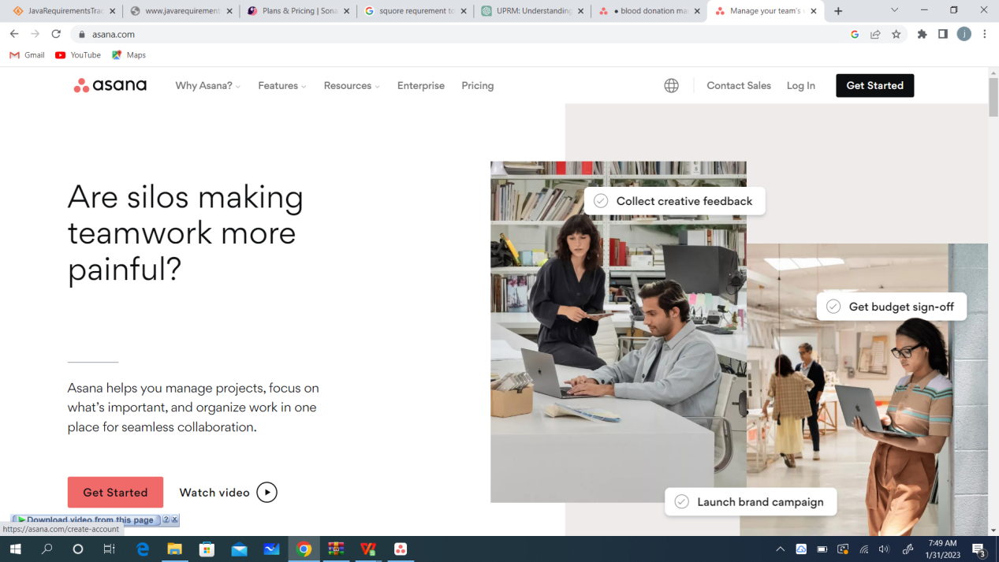 JavaRequirementsTrac
www.javarequirement
Plans & Pricing | Sona
squore requrement to
UPRM: Understanding
• blood donation ma
Manage your team's
asana.com
j
Gmail YouTube Maps
asana Why Asana? Features Resources Enterprise Pricing Contact Sales Log In Get Started
Are silos making
teamwork more
painful?
Collect creative feedback
Get budget sign-off
Launch brand campaign
Asana helps you manage projects, focus on
what's important, and organize work in one
place for seamless collaboration.
Get Started Watch video
Download video from this page ? X
https://asana.com/create-account
7:49 AM
1/31/2023
3